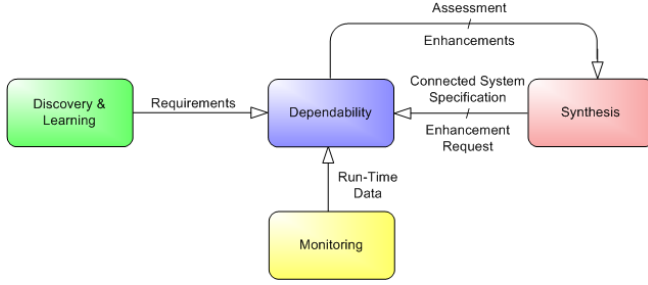 Assessment
Enhancements
Discovery &
Learning
Requirements
Dependability
Connected System
Specification
Enhancement
Request
Synthesis
Run-Time
Data
Monitoring